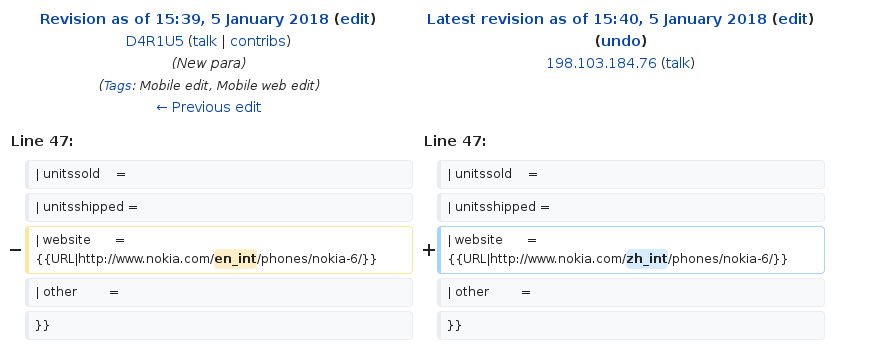 Revision as of 15:39, 5 January 2018 (edit)
D4R1U5 (talk | contribs)
(New para)
(Tags: Mobile edit, Mobile web edit)
← Previous edit
Latest revision as of 15:40, 5 January 2018 (edit)
(undo)
198.103.184.76 (talk)
Line 47:
| unitssold =
| unitsshipped =
− | website =
{{URL|http://www.nokia.com/en_int/phones/nokia-6/}}
| other =
}}
Line 47:
| unitssold =
| unitsshipped =
+ | website =
{{URL|http://www.nokia.com/zh_int/phones/nokia-6/}}
| other =
}}